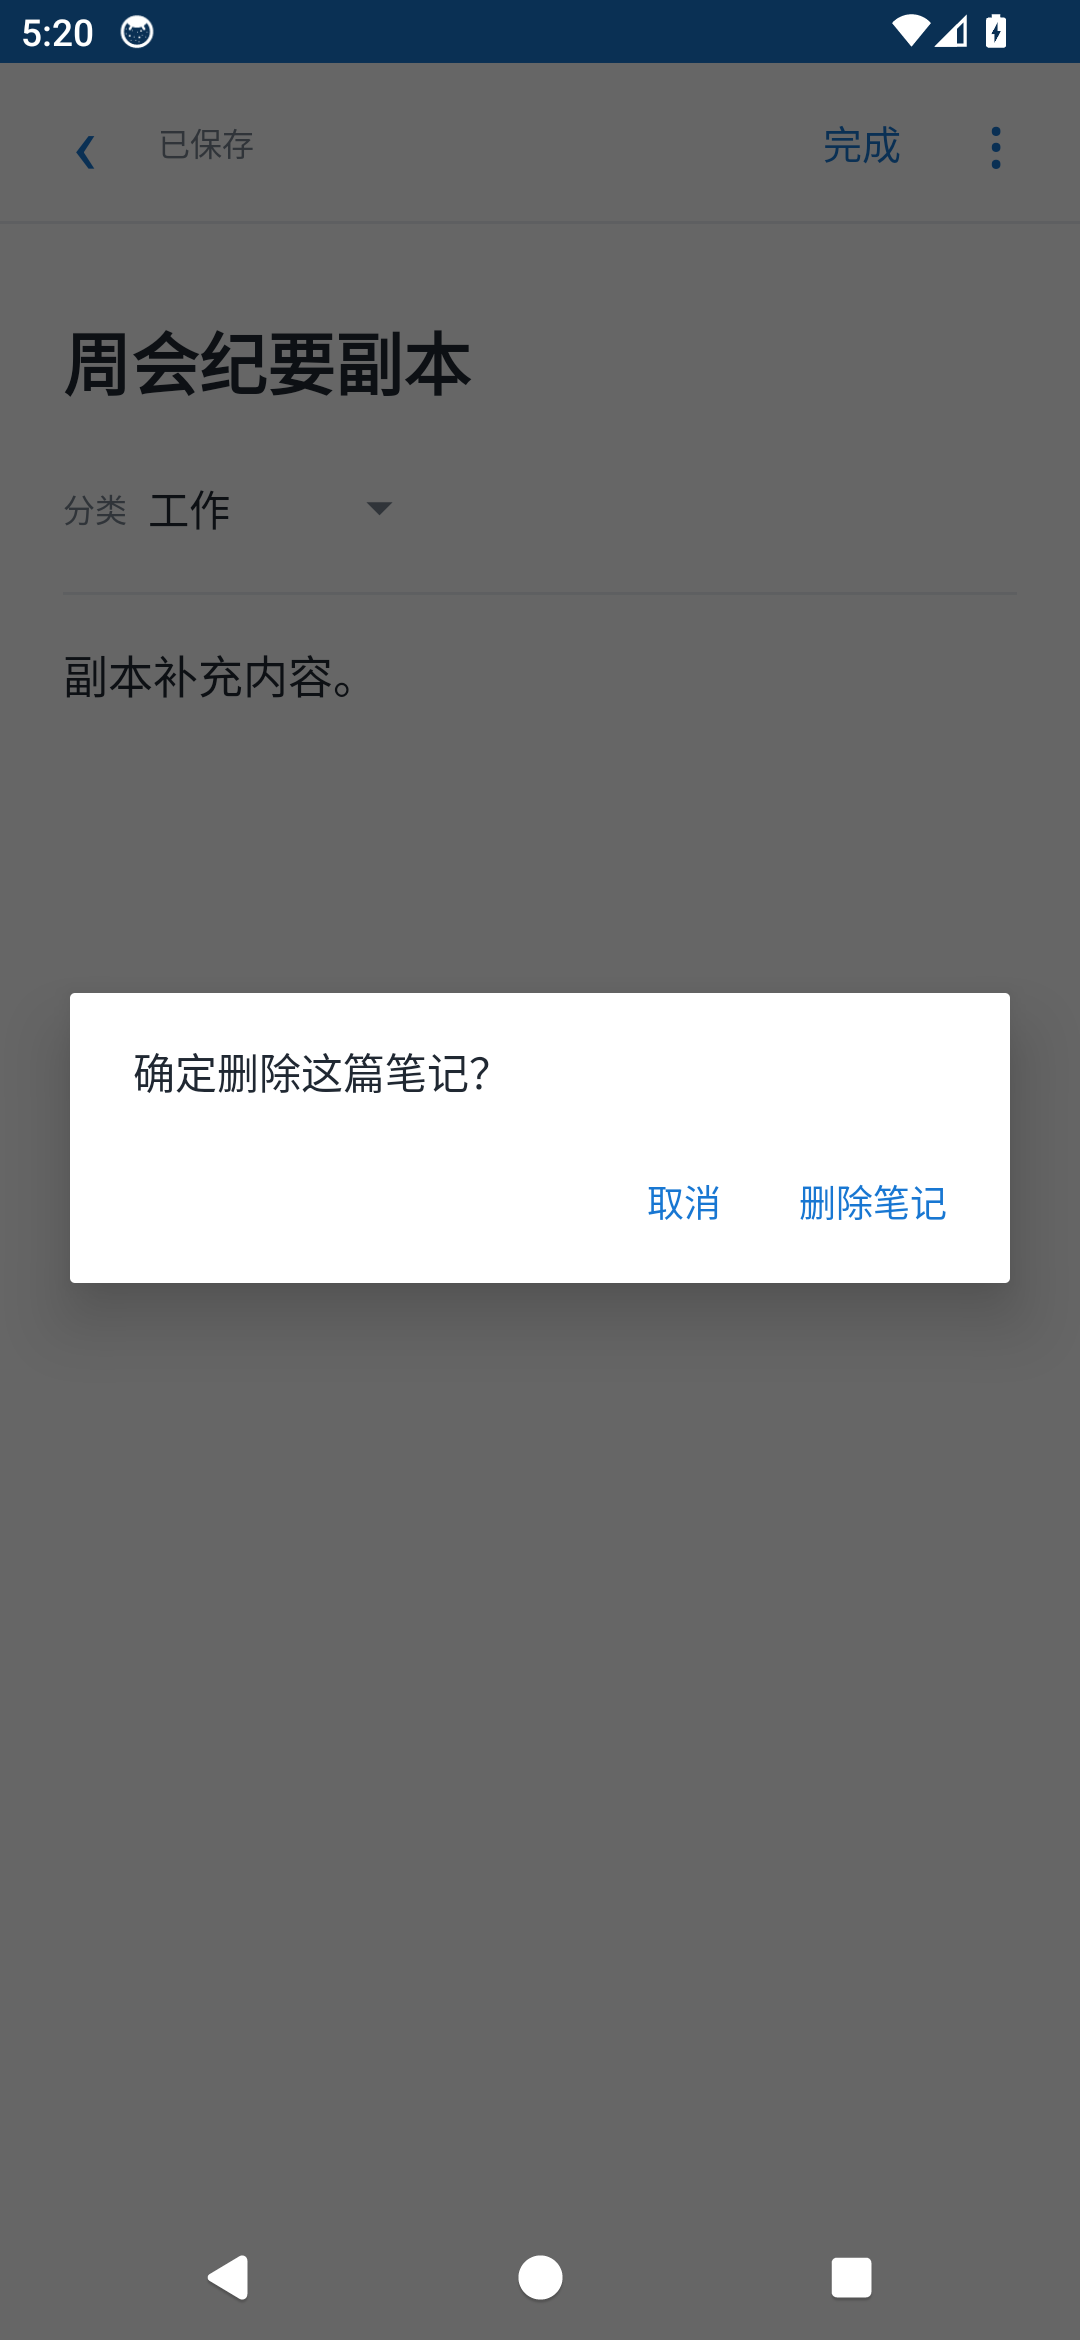 5:20
已保存
完成
周会纪要副本
分类 工作
副本补充内容。
确定删除这篇笔记？
取消 删除笔记